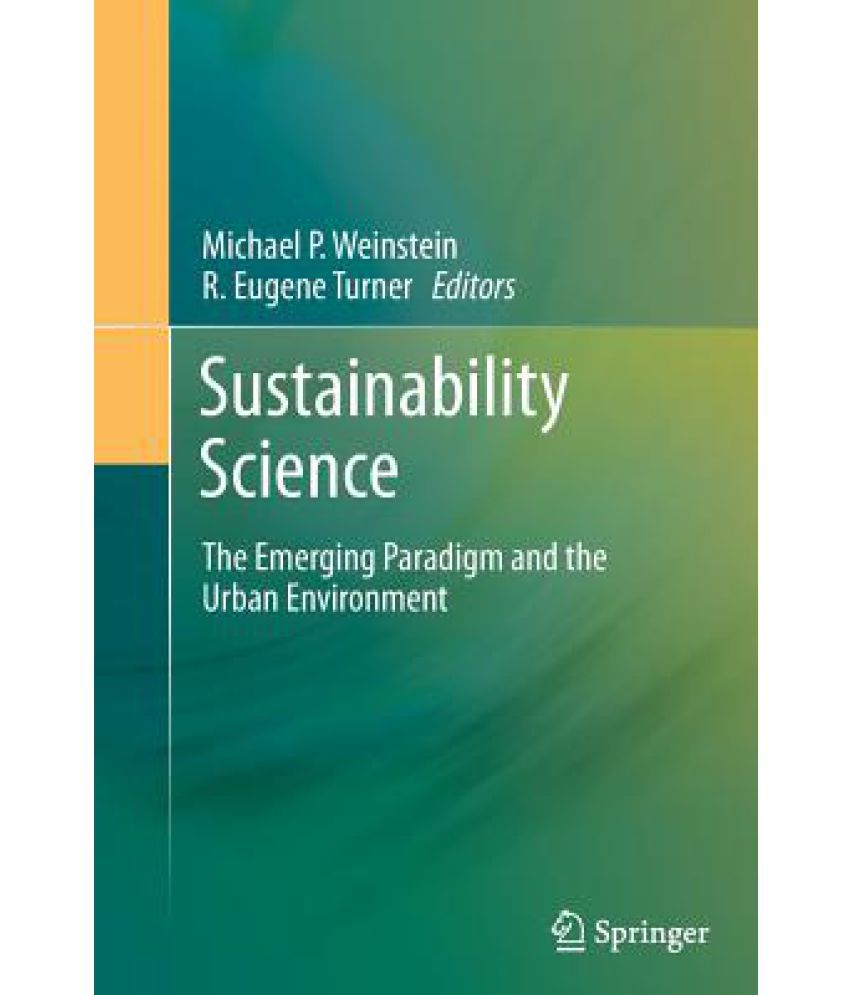 Michael P. Weinstein
R. Eugene Turner Editors
Sustainability
Science
The Emerging Paradigm and the
Urban Environment
Springer